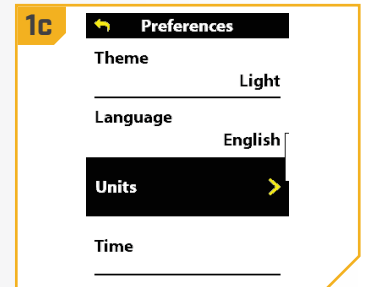 1c
Preferences
Theme
Light
Language
English
Units
Time